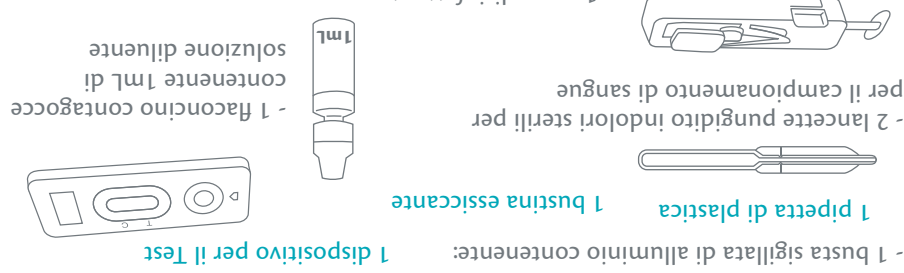 - 1 busta sigillata di alluminio contenente:
1 pipetta di plastica
1 bustina essiccante
1 dispositivo per il Test
T C
- 2 lancette pungidito indolori sterili per
per il campionamento di sangue
- 1 flaconcino contagocce
contenente 1mL di
soluzione diluente
1mL